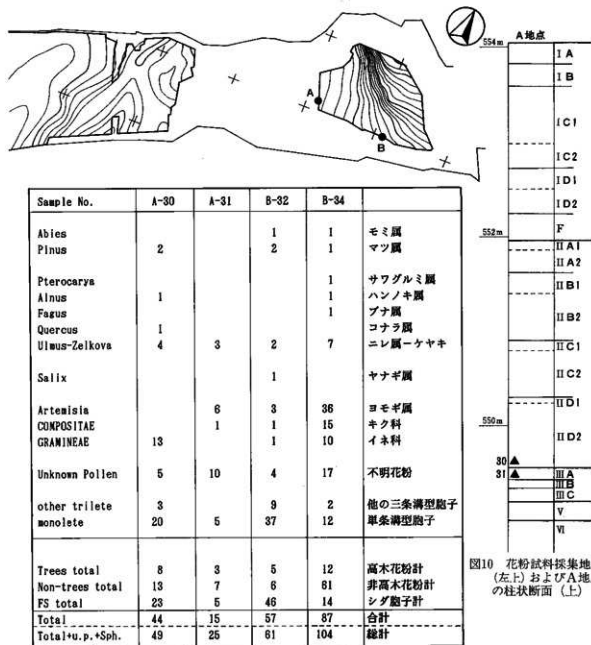 A
B
Sample No. A-30 A-31 B-32 B-34
Abies 1 1 モミ属
Pinus 2 2 1 マツ属
Pterocarya 1 サワグルミ属
Alnus 1 1 ハンノキ属
Fagus 1 ブナ属
Quercus 1 コナラ属
Ulmus-Zelkova 4 3 2 7 ニレ属ーケヤキ
Salix 1 ヤナギ属
Artemisia 6 3 36 ヨモギ属
COMPOSITAE 1 1 15 キク科
GRAMINEAE 13 1 10 イネ科
Unknown Pollen 5 10 4 17 不明花粉
other trilete 3 9 2 他の三条溝型胞子
monolete 20 5 37 12 単条溝型胞子
Trees total 8 3 5 12 高木花粉計
Non-trees total 13 7 6 61 非高木花粉計
FS total 23 5 46 14 シダ胞子計
Total 44 15 57 87 合計
Total+u.p.+Sph. 49 25 61 104 総計
A地点
554m
I A
I B
I C1
I C2
I D1
I D2
F
552m
II A1
II A2
II B1
II B2
II C1
II C2
II D1
550m
II D2
30
31
III A
III B
III C
V
VI
図10 花粉試料採集地
(左上)およびA地
の柱状断面(上)